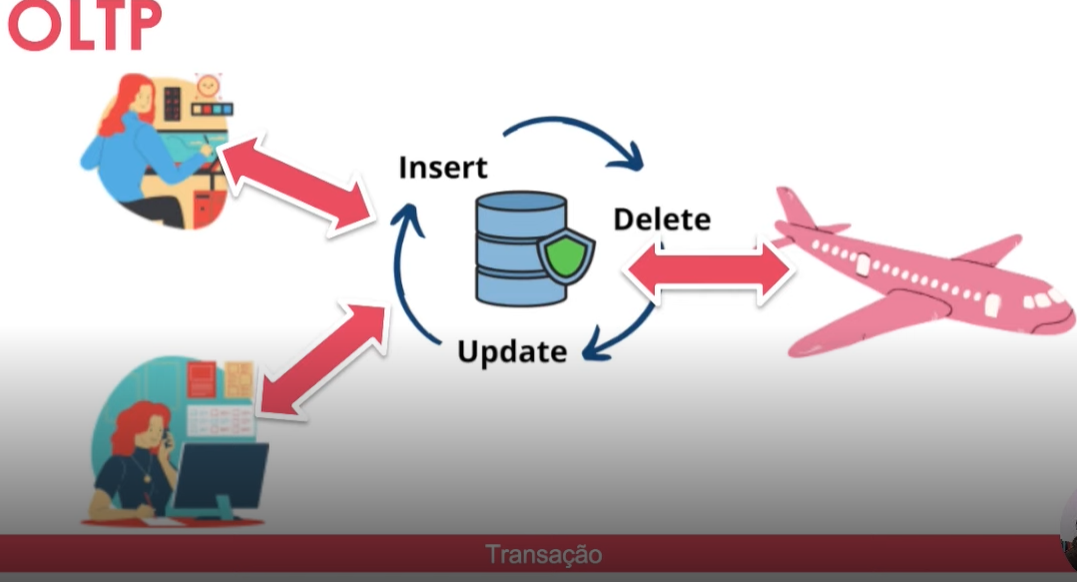 OLTP
Insert
Delete
Update
Transação